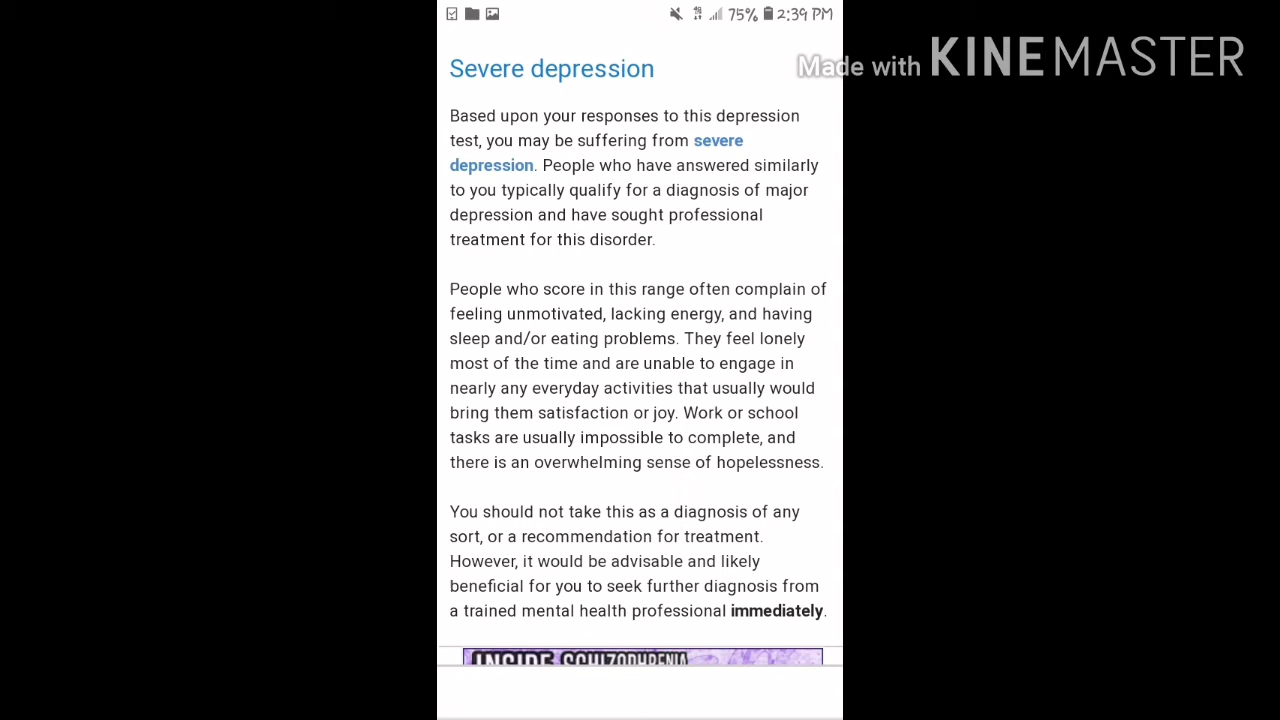 75% 2:39 PM
Made with KINEMASTER
Severe depression
Based upon your responses to this depression
test, you may be suffering from severe
depression. People who have answered similarly
to you typically qualify for a diagnosis of major
depression and have sought professional
treatment for this disorder.
People who score in this range often complain of
feeling unmotivated, lacking energy, and having
sleep and/or eating problems. They feel lonely
most of the time and are unable to engage in
nearly any everyday activities that usually would
bring them satisfaction or joy. Work or school
tasks are usually impossible to complete, and
there is an overwhelming sense of hopelessness.
You should not take this as a diagnosis of any
sort, or a recommendation for treatment.
However, it would be advisable and likely
beneficial for you to seek further diagnosis from
a trained mental health professional immediately.
INSIDE SCHIZOPHRENIA